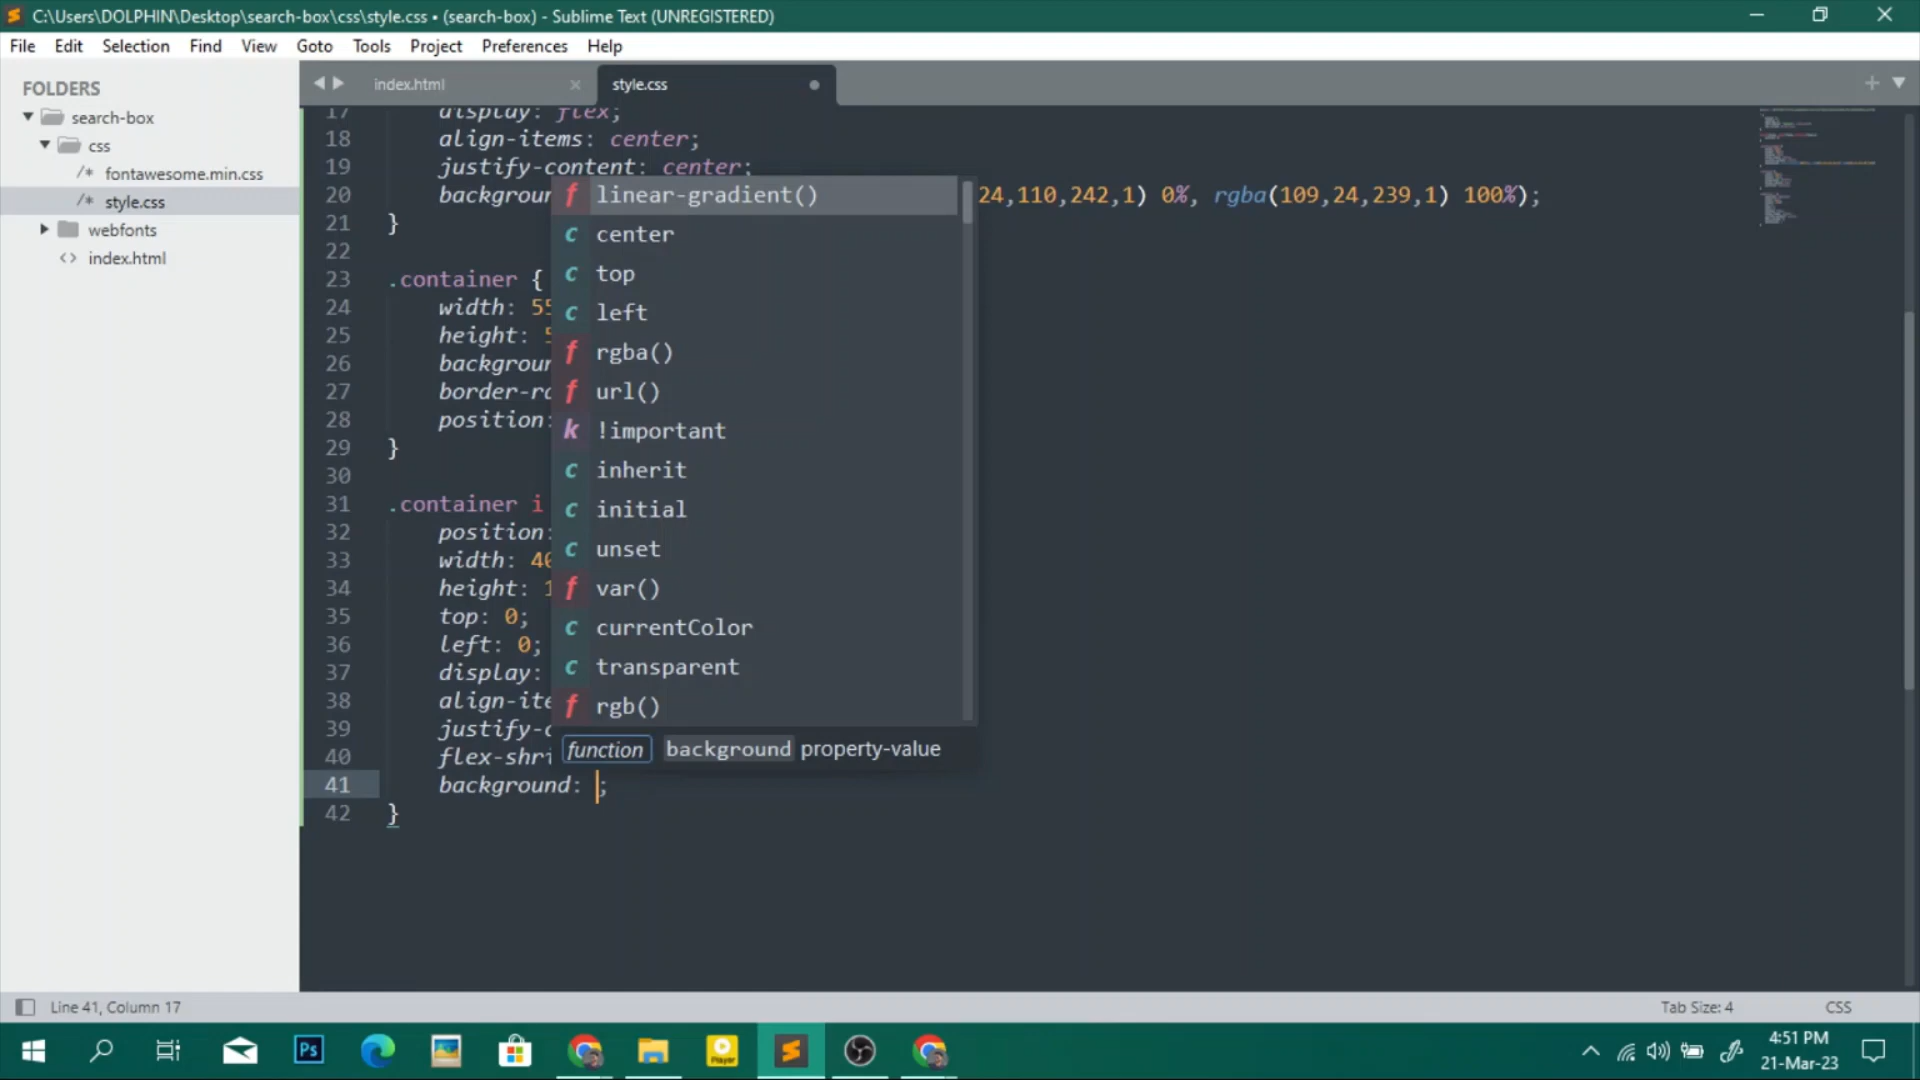 C:\Users\DOLPHIN\Desktop\search-box\css\style.css • (search-box) - Sublime Text (UNREGISTERED)
File Edit Selection Find View Goto Tools Project Preferences Help
FOLDERS
search-box
css
/* fontawesome.min.css
/* style.css
webfonts
<> index.html
index.html
style.css
17 display: flex;
18 align-items: center;
19 justify-content: center;
20 backgroun 24,110,242,1) 0%, rgba(109,24,239,1) 100%);
21 }
22
23 .container {
24 width: 55
25 height: 5
26 backgroun
27 border-ra
28 position:
29 }
30
31 .container i
32 position:
33 width: 40
34 height: 1
35 top: 0;
36 left: 0;
37 display:
38 align-ite
39 justify-c
40 flex-shri
41 background: ;
42 }
f linear-gradient()
c center
c top
c left
f rgba()
f url()
k !important
c inherit
c initial
c unset
f var()
c currentColor
c transparent
f rgb()
function background property-value
Line 41, Column 17
Tab Size: 4
CSS
Ps
Player
4:51 PM
21-Mar-23